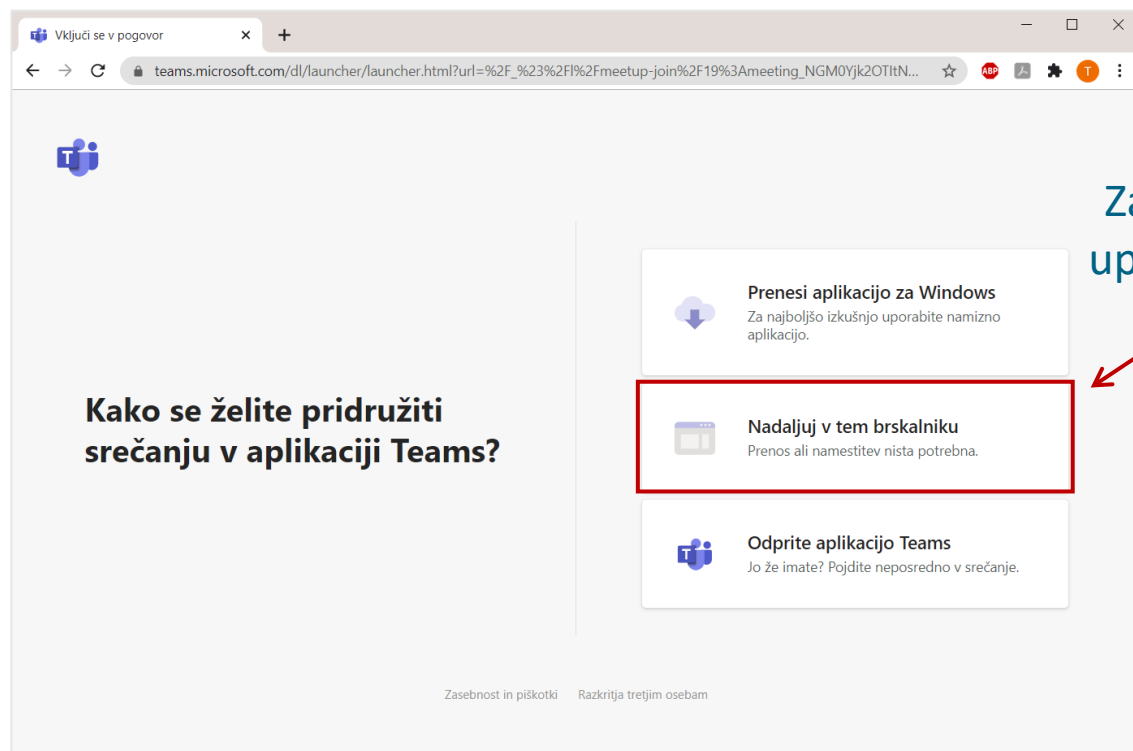 Vključi se v pogovor
teams.microsoft.com/dl/launcher/launcher.html?url=%2F_%23%2Fl%2Fmeetup-join%2F19%3Ameeting_NGM0Yjk2OTItN...
ABP
T
T
Kako se želite pridružiti
srečanju v aplikaciji Teams?
Prenesi aplikacijo za Windows
Za najboljšo izkušnjo uporabite namizno
aplikacijo.
Nadaljuj v tem brskalniku
Prenos ali namestitev nista potrebna.
T
Odprite aplikacijo Teams
Jo že imate? Pojdite neposredno v srečanje.
Zasebnost in piškotki
Razkritja tretjim osebam